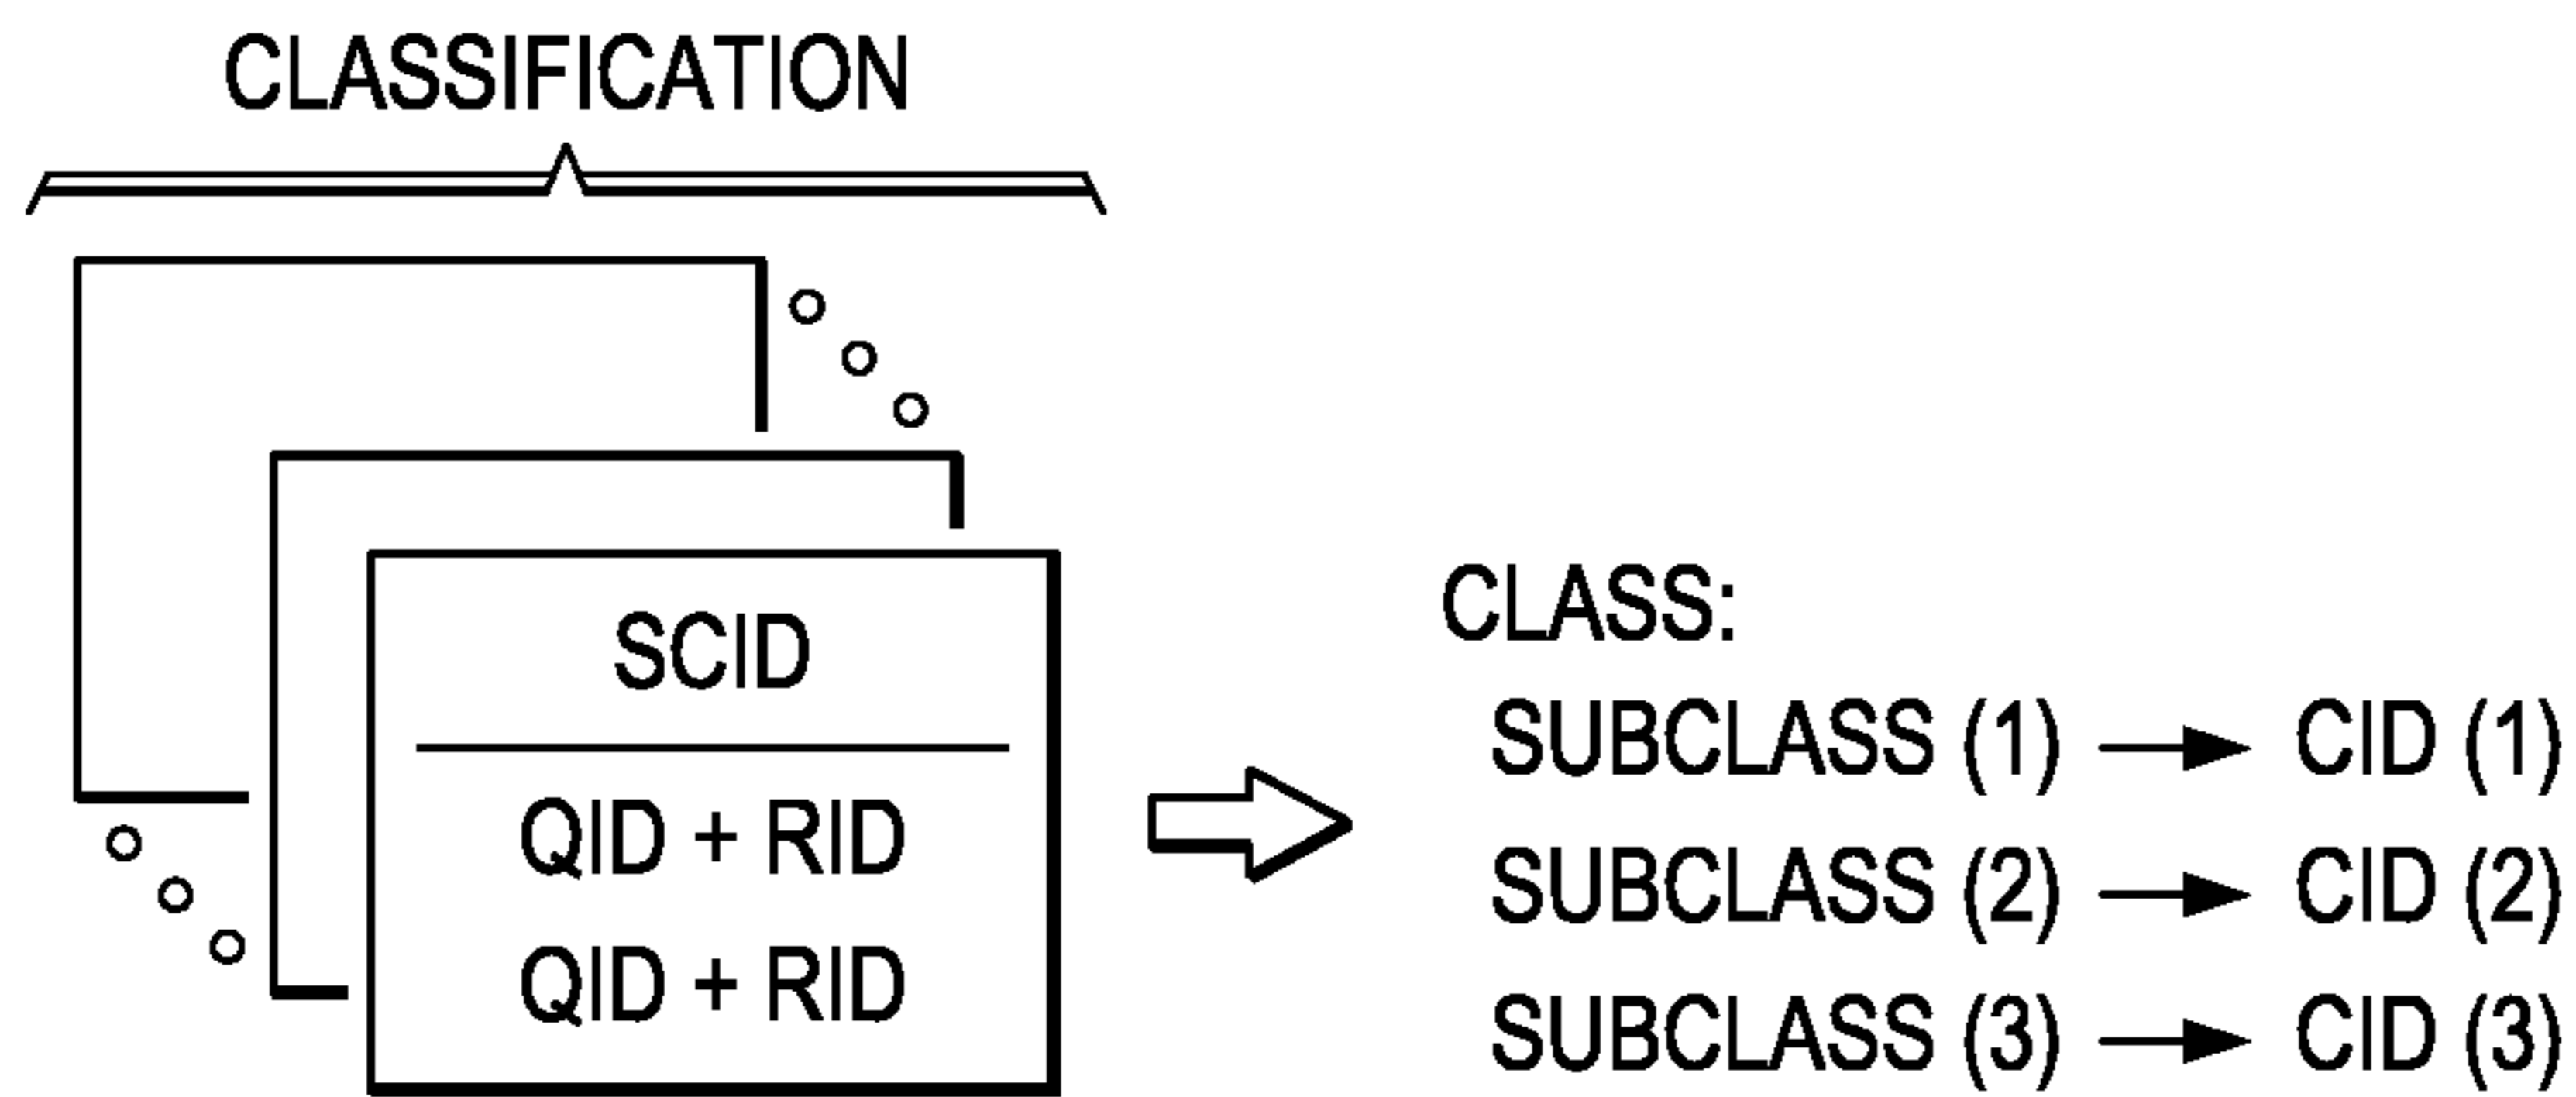 CLASSIFICATION
SCID
QID + RID
QID + RID
CLASS:
SUBCLASS (1) → CID (1)
SUBCLASS (2) → CID (2)
SUBCLASS (3) → CID (3)